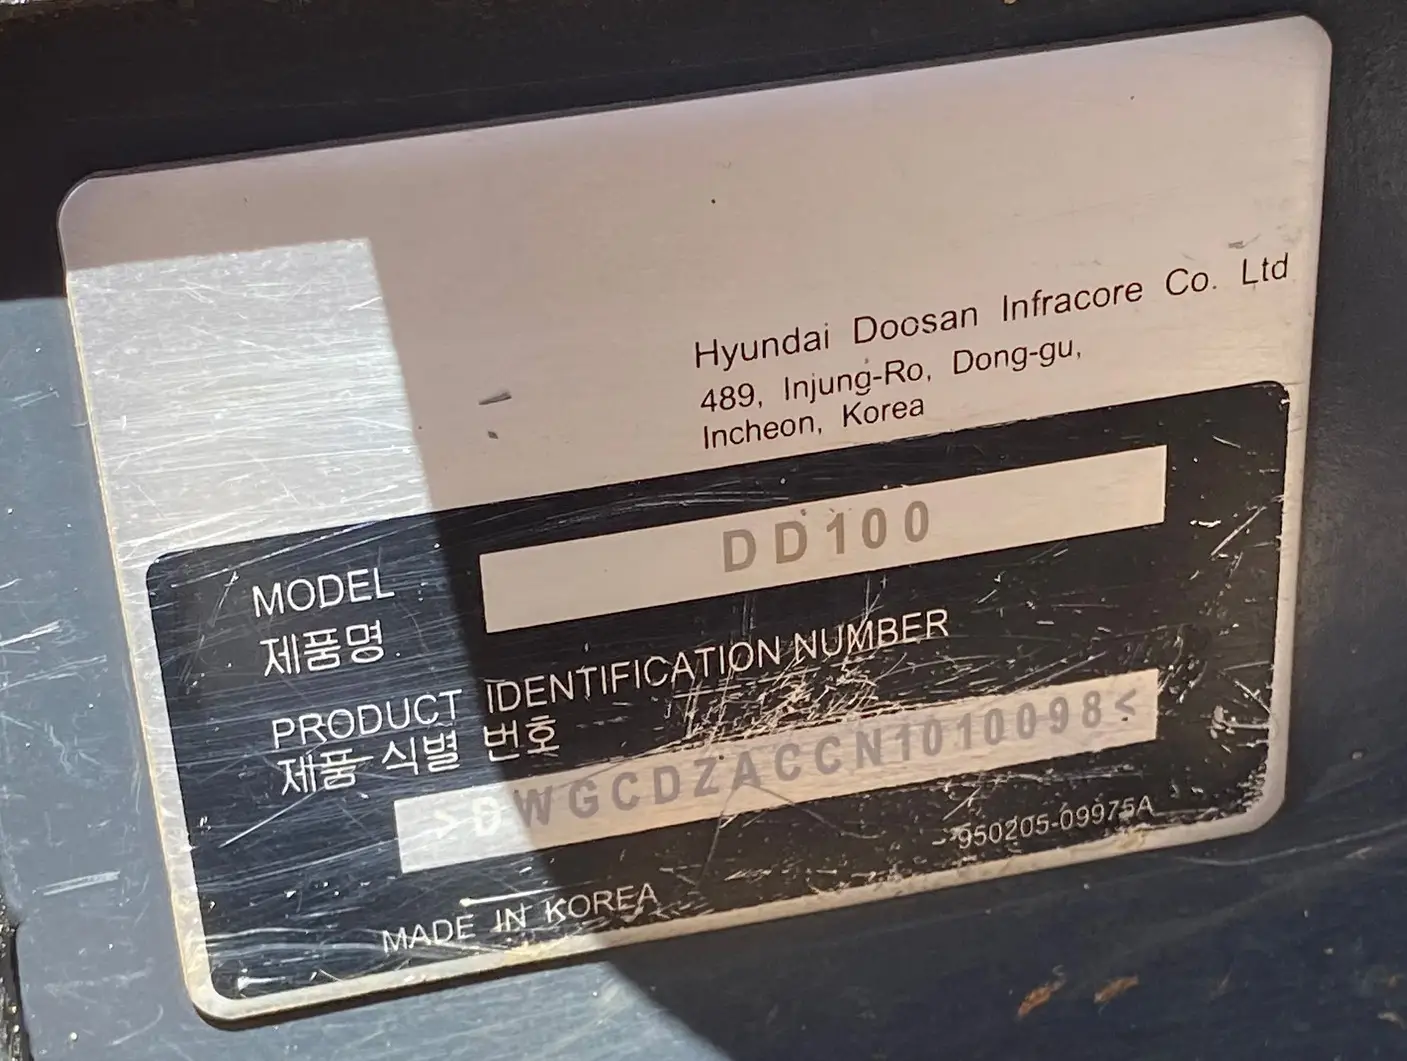 Hyundai Doosan Infracore Co. Ltd
489, Injung-Ro, Dong-gu,
Incheon, Korea
MODEL
제품명
DD100
PRODUCT IDENTIFICATION NUMBER
제품 식별 번호
>DWGCDZACCN1010098<
950205-09975A
MADE IN KOREA